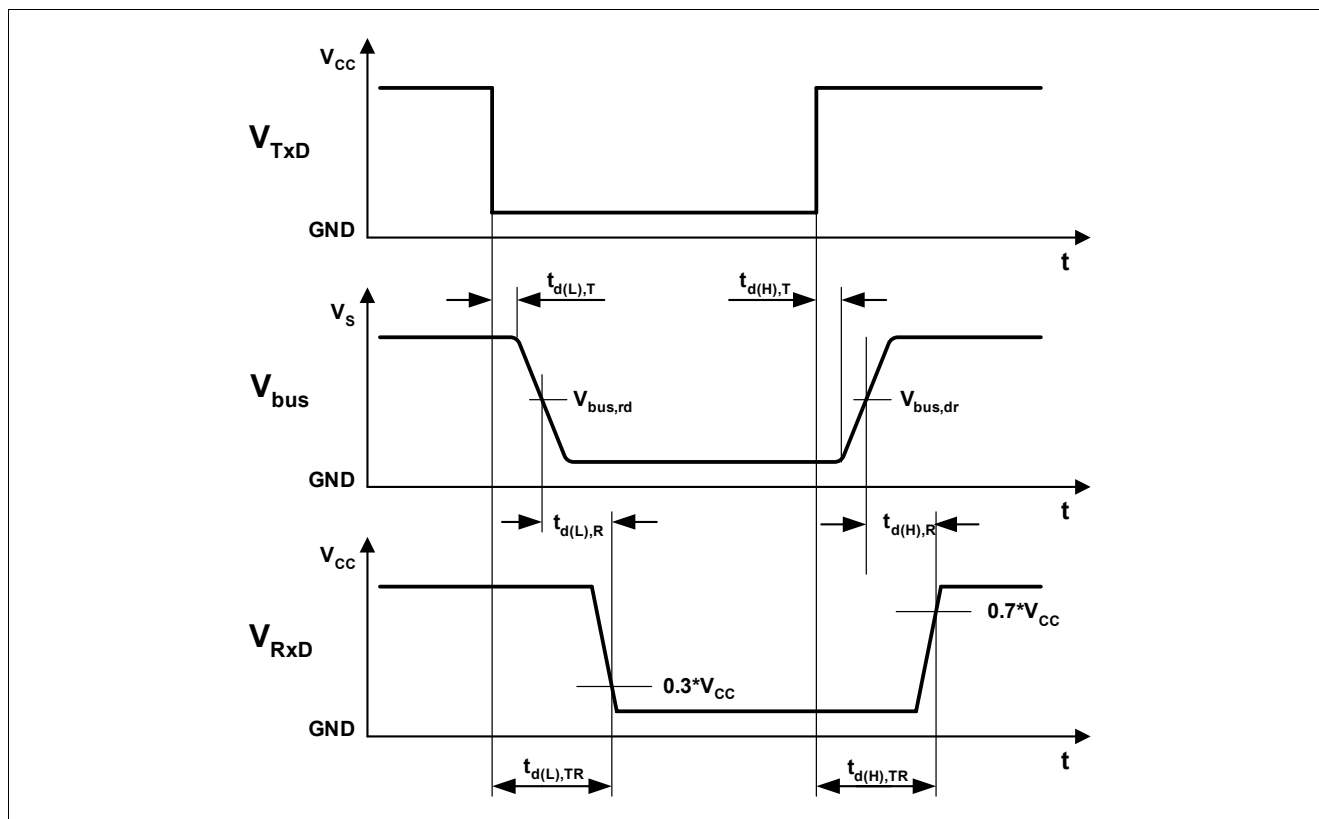 V_CC
V_TxD
GND
t
t_d(L),T
t_d(H),T
V_S
V_bus
V_bus,rd
V_bus,dr
GND
t
t_d(L),R
t_d(H),R
V_CC
0.7*V_CC
V_RxD
0.3*V_CC
GND
t
t_d(L),TR
t_d(H),TR